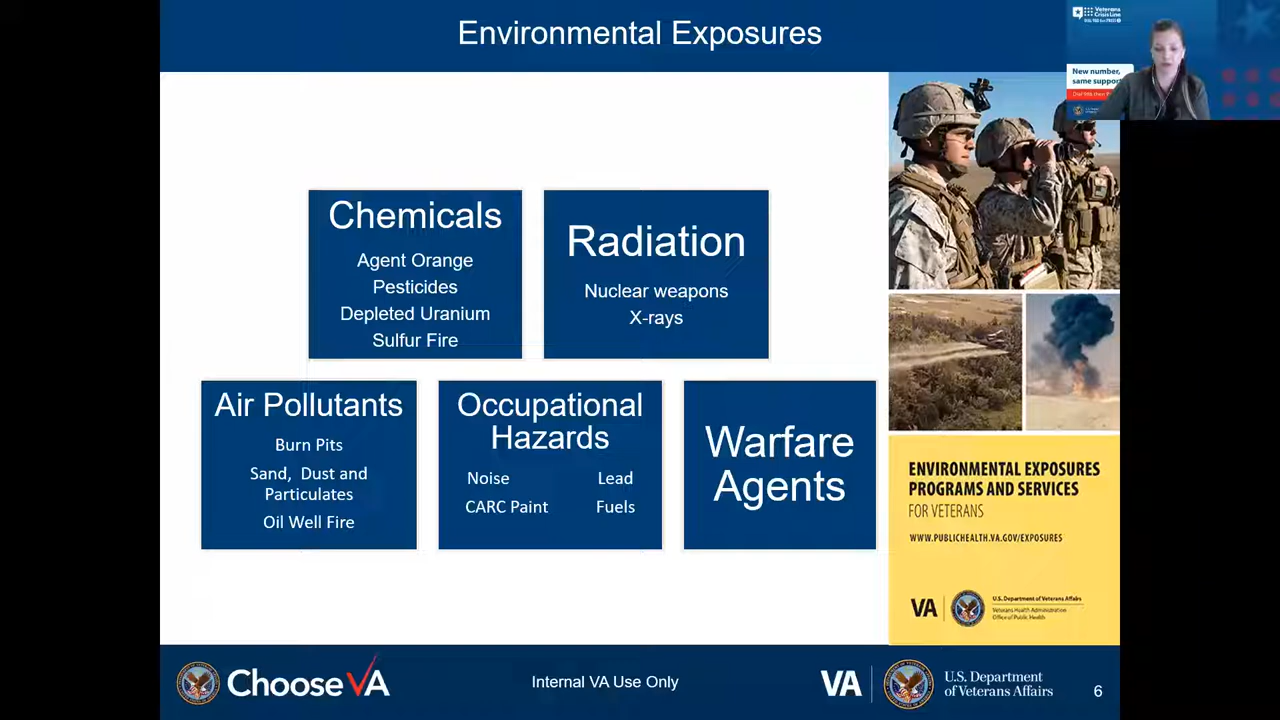 Environmental Exposures
Veterans
Crisis Line
New number,
same support
Chemicals
Agent Orange
Pesticides
Depleted Uranium
Sulfur Fire
Radiation
Nuclear weapons
X-rays
Air Pollutants
Burn Pits
Sand, Dust and
Particulates
Oil Well Fire
Occupational
Hazards
Noise Lead
CARC Paint Fuels
Warfare
Agents
ENVIRONMENTAL EXPOSURES
PROGRAMS AND SERVICES
FOR VETERANS
WWW.PUBLICHEALTH.VA.GOV/EXPOSURES
VA
U.S. Department of Veterans Affairs
Veterans Health Administration
Office of Public Health
Choose VA
Internal VA Use Only
VA
U.S. Department
of Veterans Affairs
6